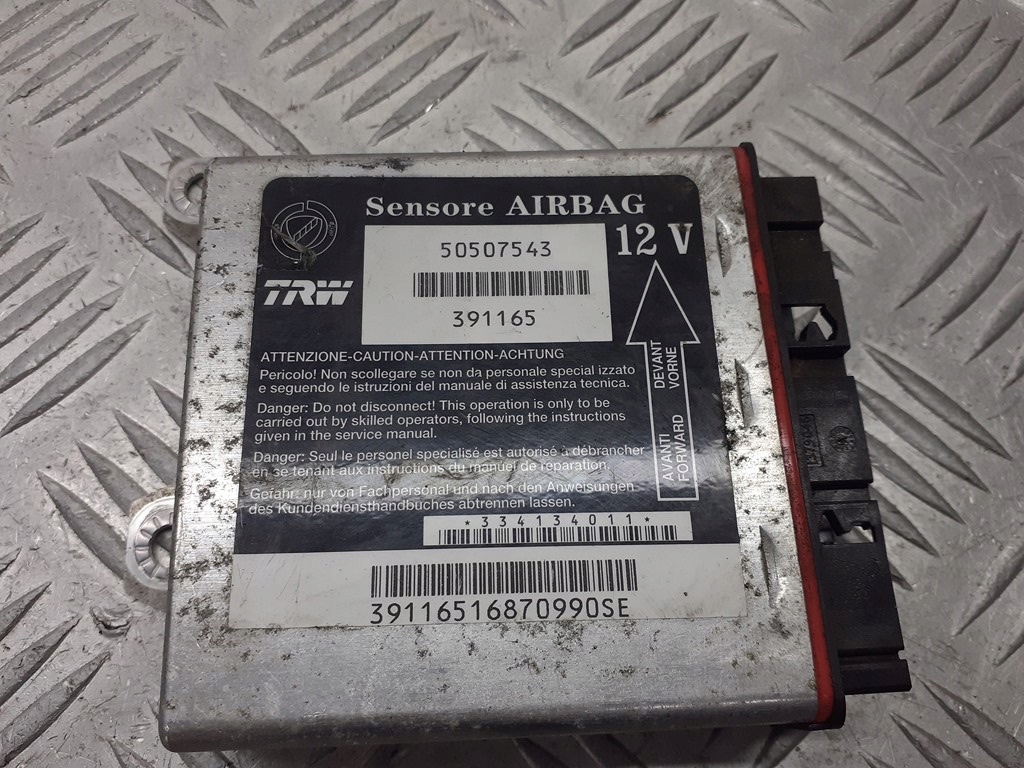 Sensore AIRBAG
12 V
50507543
TRW
391165
ATTENZIONE-CAUTION-ATTENTION-ACHTUNG
Pericolo! Non scollegare se non da personale special izzato
e seguendo le istruzioni del manuale di assistenza tecnica.
Danger: Do not disconnect! This operation is only to be
carried out by skilled operators, following the instructions
given in the service manual.
Danger: Seul le personel specialisé est autorisé a débrancher
en se tenant aux instructions du manuel de reparation.
Gefahr: nur von Fachpersonal und nach den Anweisungen
des Kundendiensthandbuches abtrennen lassen.
DEVANT
VORNE
AVANTI
FORWARD
*334134011*
39116516870990SE